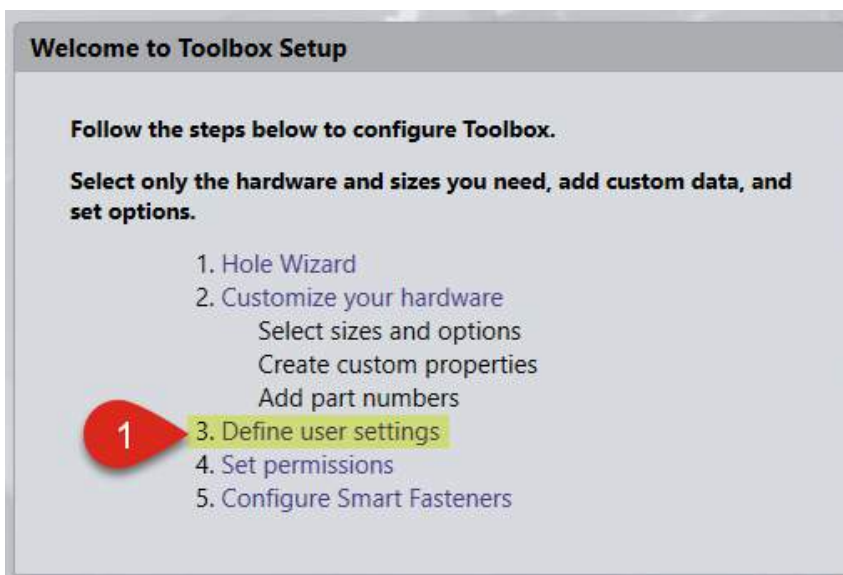 Welcome to Toolbox Setup
Follow the steps below to configure Toolbox.
Select only the hardware and sizes you need, add custom data, and
set options.
1. Hole Wizard
2. Customize your hardware
Select sizes and options
Create custom properties
Add part numbers
1
3. Define user settings
4. Set permissions
5. Configure Smart Fasteners